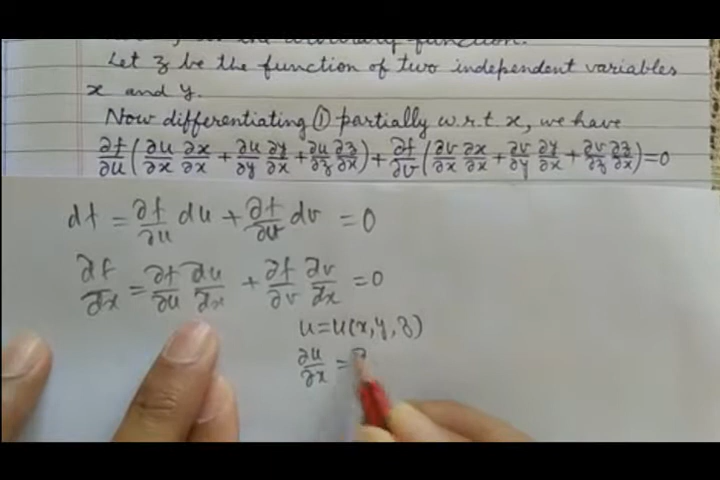 Let z be the function of two independent variables
x and y.
Now differentiating ① partially w.r.t x, we have
∂f/∂u (∂u/∂x ∂x/∂x + ∂u/∂y ∂y/∂x + ∂u/∂z ∂z/∂x) + ∂f/∂v (∂v/∂x ∂x/∂x + ∂v/∂y ∂y/∂x + ∂v/∂z ∂z/∂x) = 0
df = ∂f/∂u du + ∂f/∂v dv = 0
∂f/∂x = ∂f/∂u ∂u/∂x + ∂f/∂v ∂v/∂x = 0
u = u(x, y, z)
∂u/∂x =